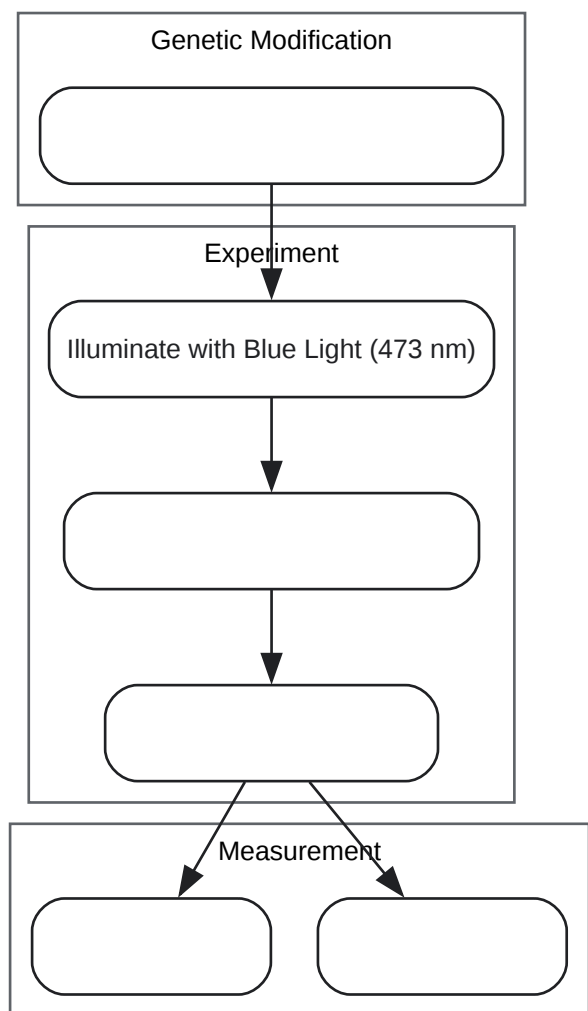 Genetic Modification
Experiment
Illuminate with Blue Light (473 nm)
Measurement